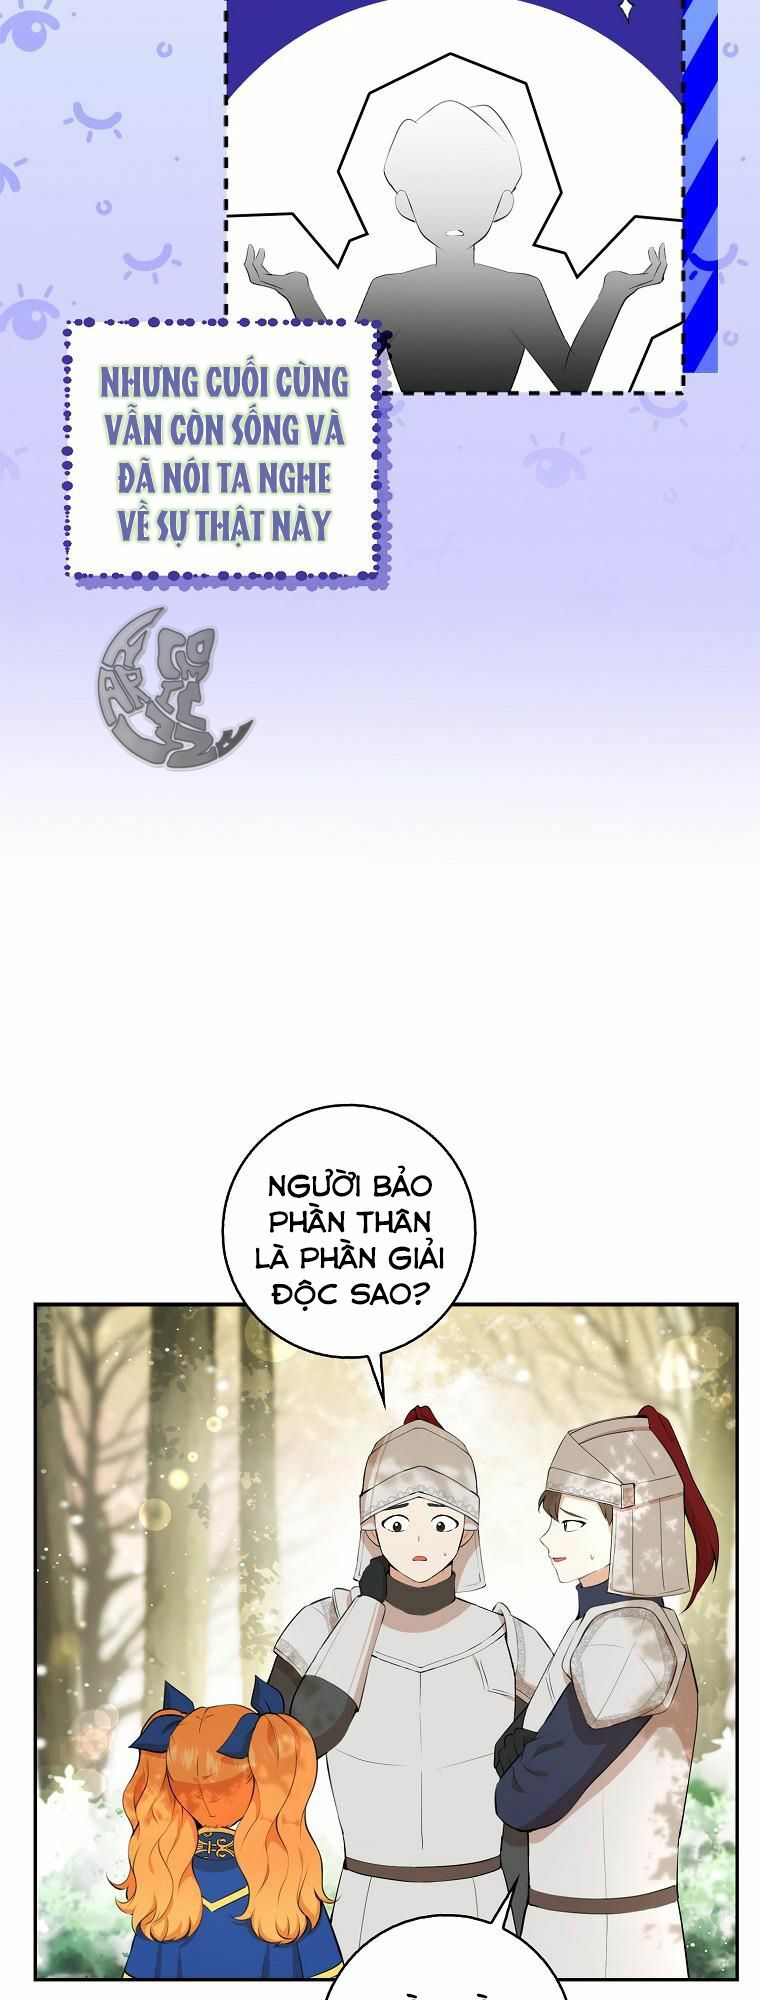 NHƯNG CUỐI CÙNG
VẪN CÒN SỐNG VÀ
ĐÃ NÓI TA NGHE
VỀ SỰ THẬT NÀY
NGƯỜI BẢO
PHẦN THÂN
LÀ PHẦN GIẢI
ĐỘC SAO?